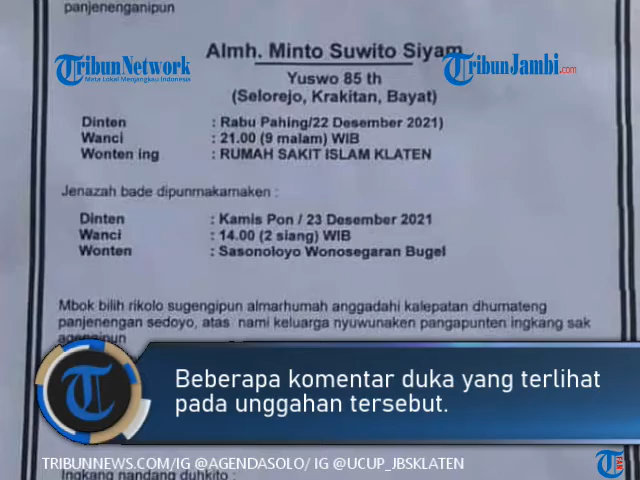 panjenenganipun
Almh. Minto Suwito Siyam
TribunNetwork
Mata Lokal Menjangkau Indonesia
TribunJambi.com
Yuswo 85 th
(Selorejo, Krakitan, Bayat)
Dinten : Rabu Pahing/22 Desember 2021)
Wanci : 21.00 (9 malam) WIB
Wonten ing : RUMAH SAKIT ISLAM KLATEN
Jenazah bade dipunmakamaken :
Dinten : Kamis Pon / 23 Desember 2021
Wanci : 14.00 (2 siang) WIB
Wonten : Sasonoloyo Wonosegaran Bugel
Mbok bilih rikolo sugengipun almarhumah anggadahi kalepatan dhumateng
panjenengan sedoyo, atas nami keluarga nyuwunaken pangapunten ingkang sak
agengipun
T
Beberapa komentar duka yang terlihat
pada unggahan tersebut.
TRIBUNNEWS.COM/IG @AGENDASOLO/ IG @UCUP_JBSKLATEN
T FAN
Ingkang nandang duhkito :